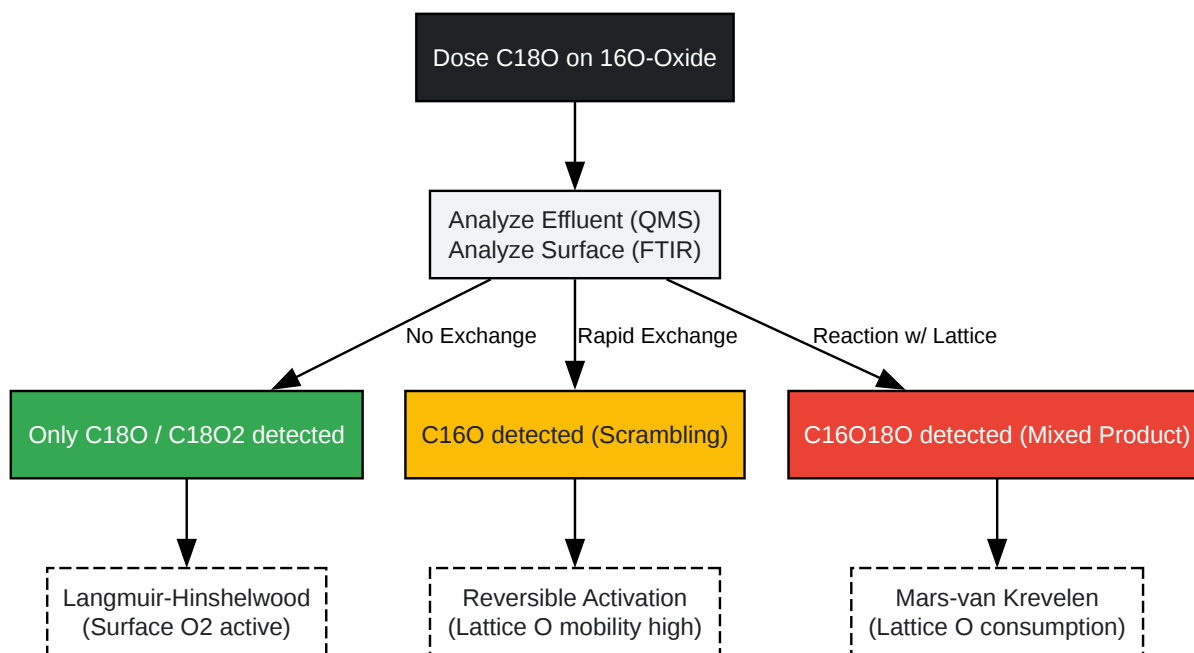 Dose C18O on 16O-Oxide
Analyze Effluent (QMS)
Analyze Surface (FTIR)
No Exchange
Rapid Exchange
Reaction w/ Lattice
Only C18O / C18O2 detected
C16O detected (Scrambling)
C16O18O detected (Mixed Product)
Langmuir-Hinshelwood
(Surface O2 active)
Reversible Activation
(Lattice O mobility high)
Mars-van Krevelen
(Lattice O consumption)